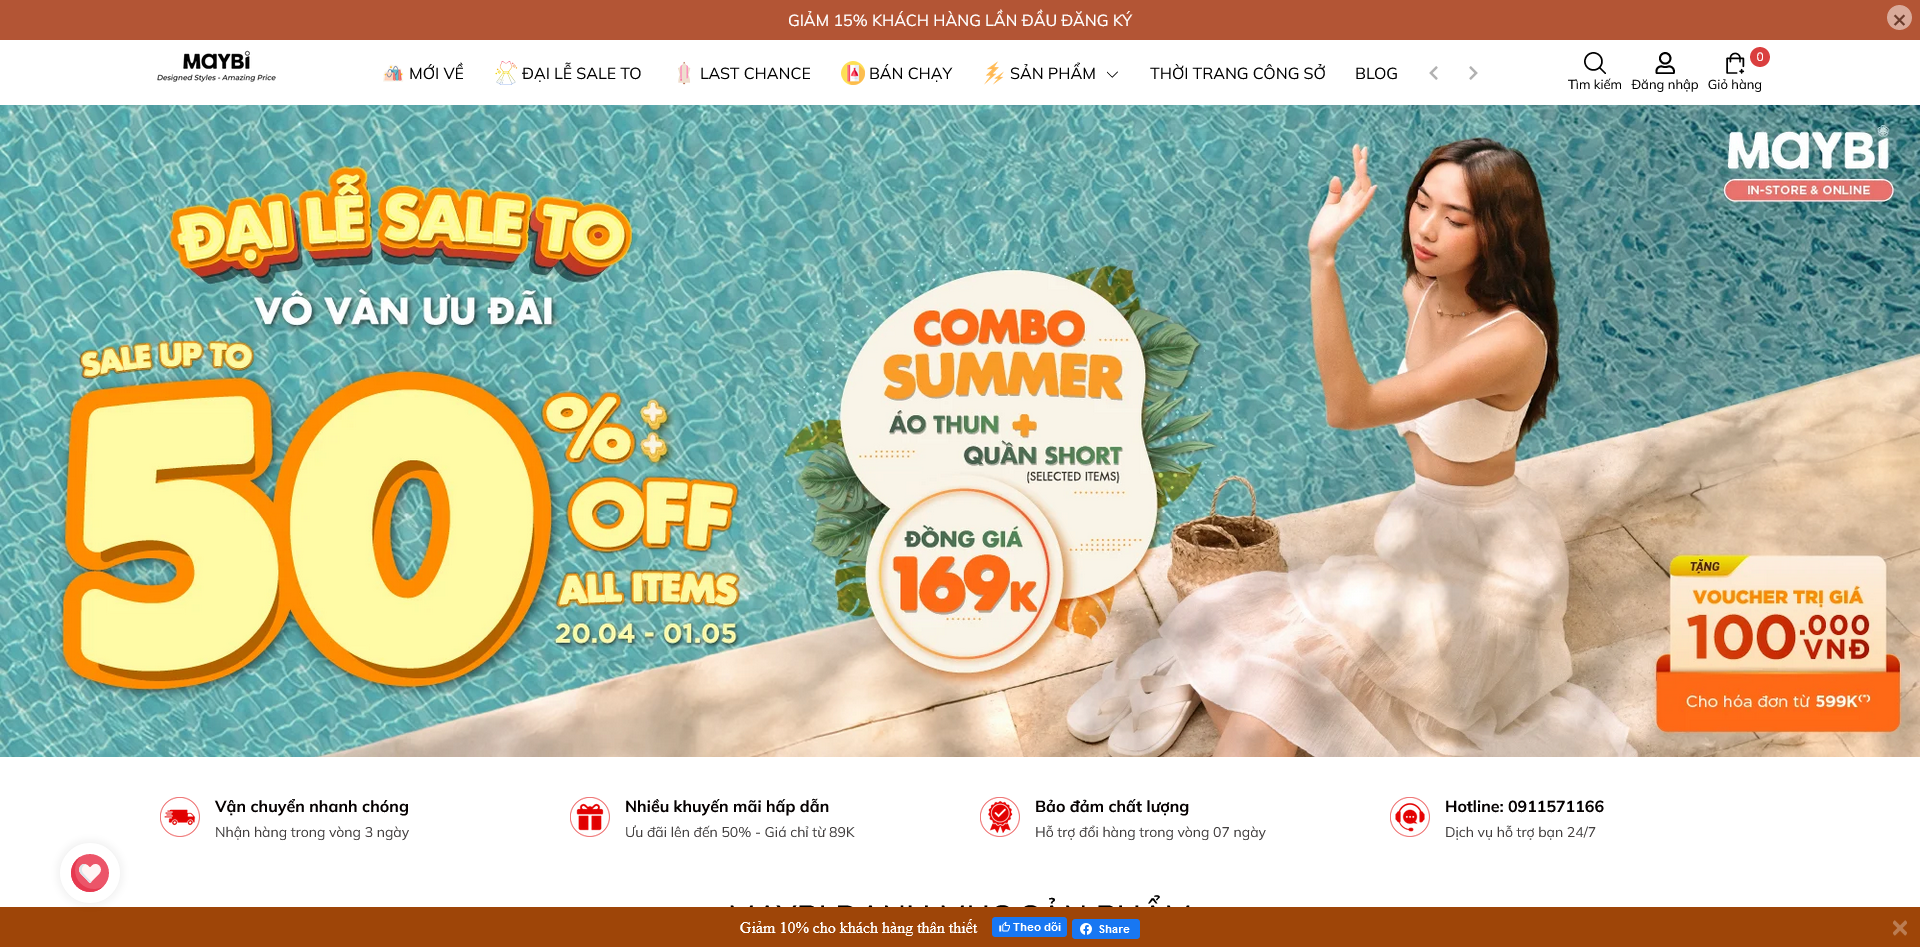 GIẢM 15% KHÁCH HÀNG LẦN ĐẦU ĐĂNG KÝ
MAYBI
Designed Styles - Amazing Price
MỚI VỀ
ĐẠI LỄ SALE TO
LAST CHANCE
BÁN CHẠY
SẢN PHẨM
THỜI TRANG CÔNG SỞ
BLOG
Tìm kiếm
Đăng nhập
Giỏ hàng
0
MAYBI
IN-STORE & ONLINE
ĐẠI LỄ SALE TO
VÔ VÀN ƯU ĐÃI
SALE UP TO
50%++
OFF
ALL ITEMS
20.04 - 01.05
COMBO
SUMMER
ÁO THUN +
QUẦN SHORT
(SELECTED ITEMS)
ĐỒNG GIÁ
169K
TẶNG
VOUCHER TRỊ GIÁ
100.000
VNĐ
Cho hóa đơn từ 599K(*)
Vận chuyển nhanh chóng
Nhận hàng trong vòng 3 ngày
Nhiều khuyến mãi hấp dẫn
Ưu đãi lên đến 50% - Giá chỉ từ 89K
Bảo đảm chất lượng
Hỗ trợ đổi hàng trong vòng 07 ngày
Hotline: 0911571166
Dịch vụ hỗ trợ bạn 24/7
MAYBI DANH MỤC SẢN PHẨM
Giảm 10% cho khách hàng thân thiết
Theo dõi
Share